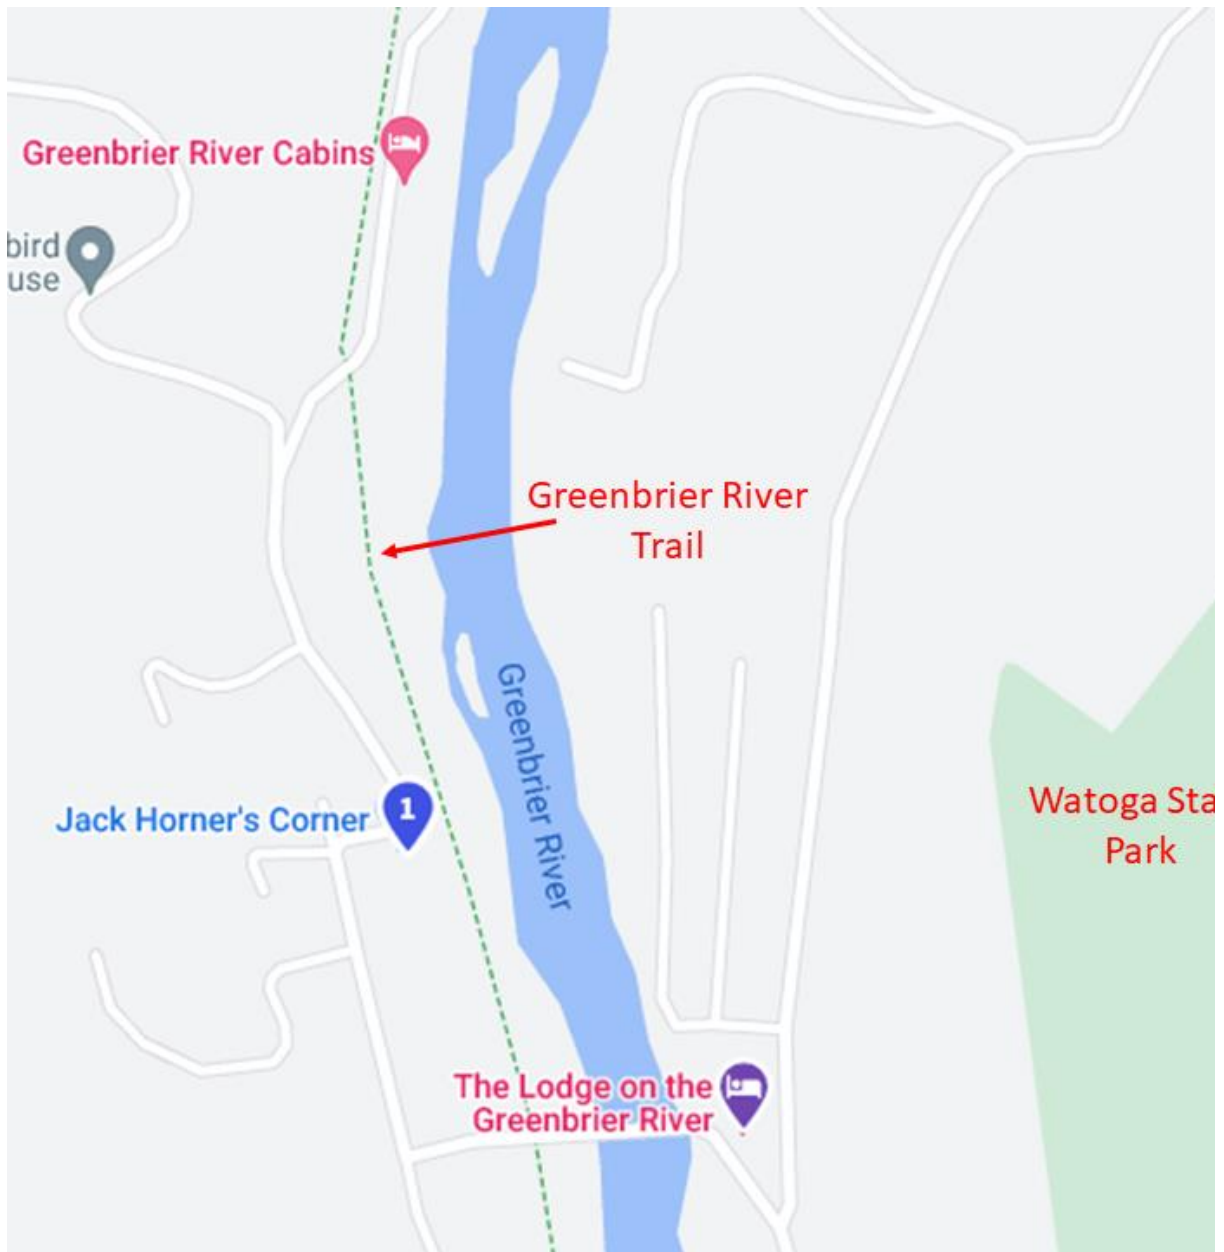 Greenbrier River Cabins
bird
use
Greenbrier River
Trail
Greenbrier River
Watoga Sta
Park
1
Jack Horner's Corner
The Lodge on the
Greenbrier River